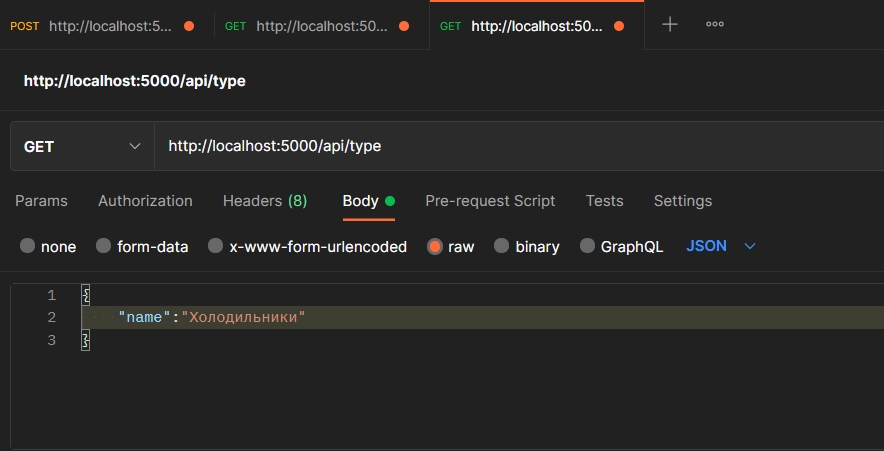 POST http://localhost:5... GET http://localhost:50... GET http://localhost:50...
http://localhost:5000/api/type
GET http://localhost:5000/api/type
Params Authorization Headers (8) Body Pre-request Script Tests Settings
none form-data x-www-form-urlencoded raw binary GraphQL JSON
1 {
2 "name":"Холодильники"
3 }